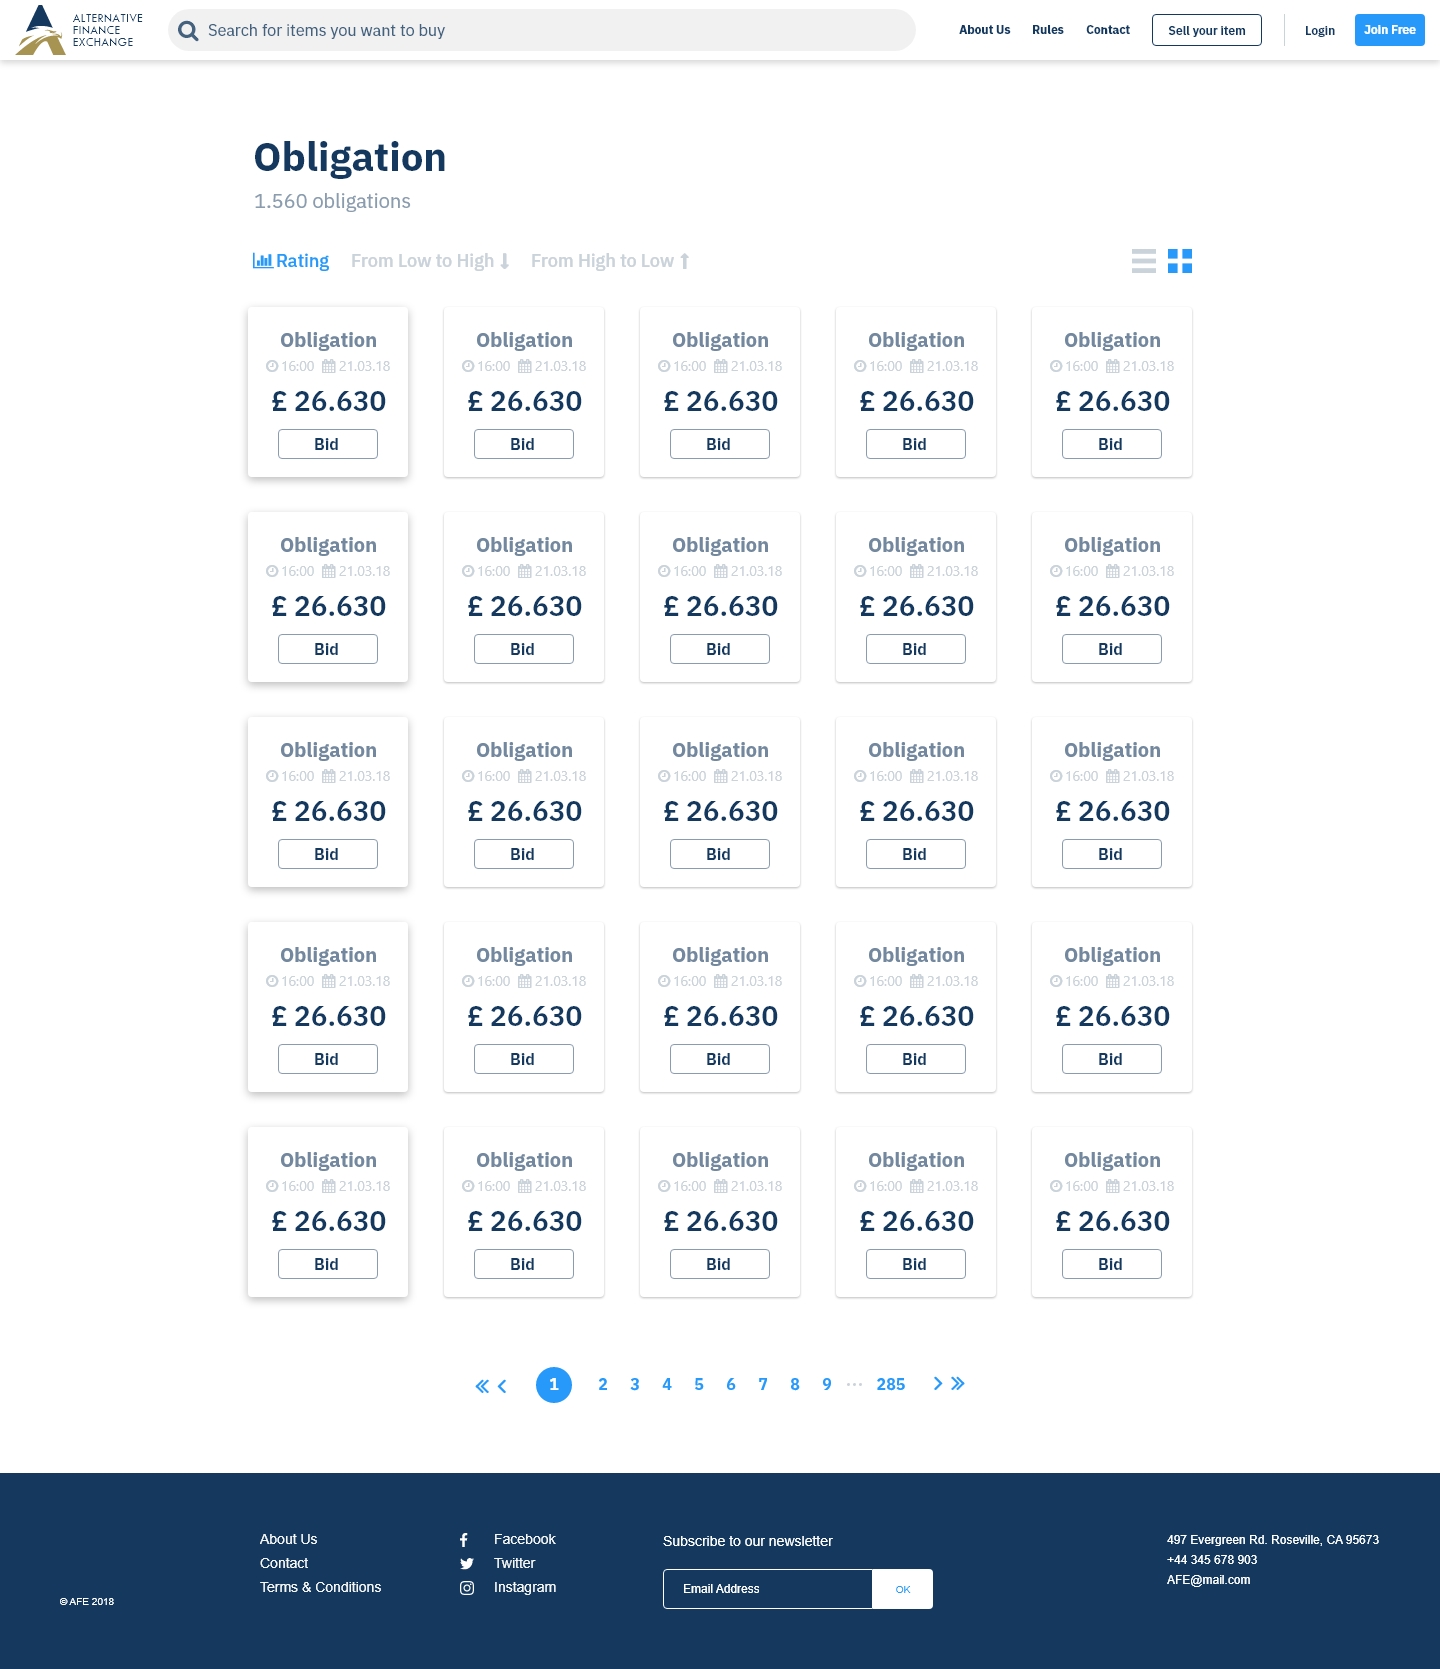 ALTERNATIVE
FINANCE
EXCHANGE
Search for items you want to buy
About Us Rules Contact Sell your item Login Join Free
Obligation
1.560 obligations
Rating From Low to High From High to Low
Obligation Obligation Obligation Obligation Obligation
16:00 21.03.18 16:00 21.03.18 16:00 21.03.18 16:00 21.03.18 16:00 21.03.18
£ 26.630 £ 26.630 £ 26.630 £ 26.630 £ 26.630
Bid Bid Bid Bid Bid
Obligation Obligation Obligation Obligation Obligation
16:00 21.03.18 16:00 21.03.18 16:00 21.03.18 16:00 21.03.18 16:00 21.03.18
£ 26.630 £ 26.630 £ 26.630 £ 26.630 £ 26.630
Bid Bid Bid Bid Bid
Obligation Obligation Obligation Obligation Obligation
16:00 21.03.18 16:00 21.03.18 16:00 21.03.18 16:00 21.03.18 16:00 21.03.18
£ 26.630 £ 26.630 £ 26.630 £ 26.630 £ 26.630
Bid Bid Bid Bid Bid
Obligation Obligation Obligation Obligation Obligation
16:00 21.03.18 16:00 21.03.18 16:00 21.03.18 16:00 21.03.18 16:00 21.03.18
£ 26.630 £ 26.630 £ 26.630 £ 26.630 £ 26.630
Bid Bid Bid Bid Bid
Obligation Obligation Obligation Obligation Obligation
16:00 21.03.18 16:00 21.03.18 16:00 21.03.18 16:00 21.03.18 16:00 21.03.18
£ 26.630 £ 26.630 £ 26.630 £ 26.630 £ 26.630
Bid Bid Bid Bid Bid
1 2 3 4 5 6 7 8 9 ... 285
© AFE 2018
About Us
Contact
Terms & Conditions
Facebook
Twitter
Instagram
Subscribe to our newsletter
Email Address OK
497 Evergreen Rd. Roseville, CA 95673
+44 345 678 903
AFE@mail.com